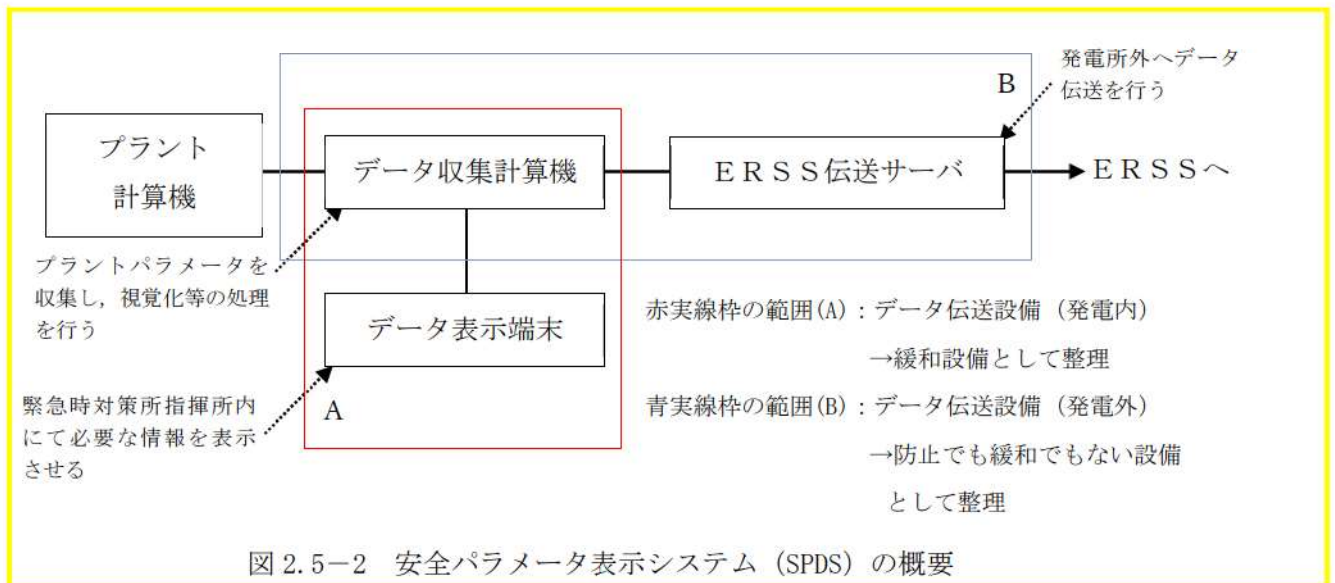 発電所外へデータ
伝送を行う
B
プラント
計算機
データ収集計算機
ＥＲＳＳ伝送サーバ
ＥＲＳＳへ
プラントパラメータを
収集し，視覚化等の処理
を行う
データ表示端末
緊急時対策所指揮所内
にて必要な情報を表示
させる
A
赤実線枠の範囲(A)：データ伝送設備（発電内）
→緩和設備として整理
青実線枠の範囲(B)：データ伝送設備（発電外）
→防止でも緩和でもない設備
として整理
図 2.5－2　安全パラメータ表示システム（SPDS）の概要